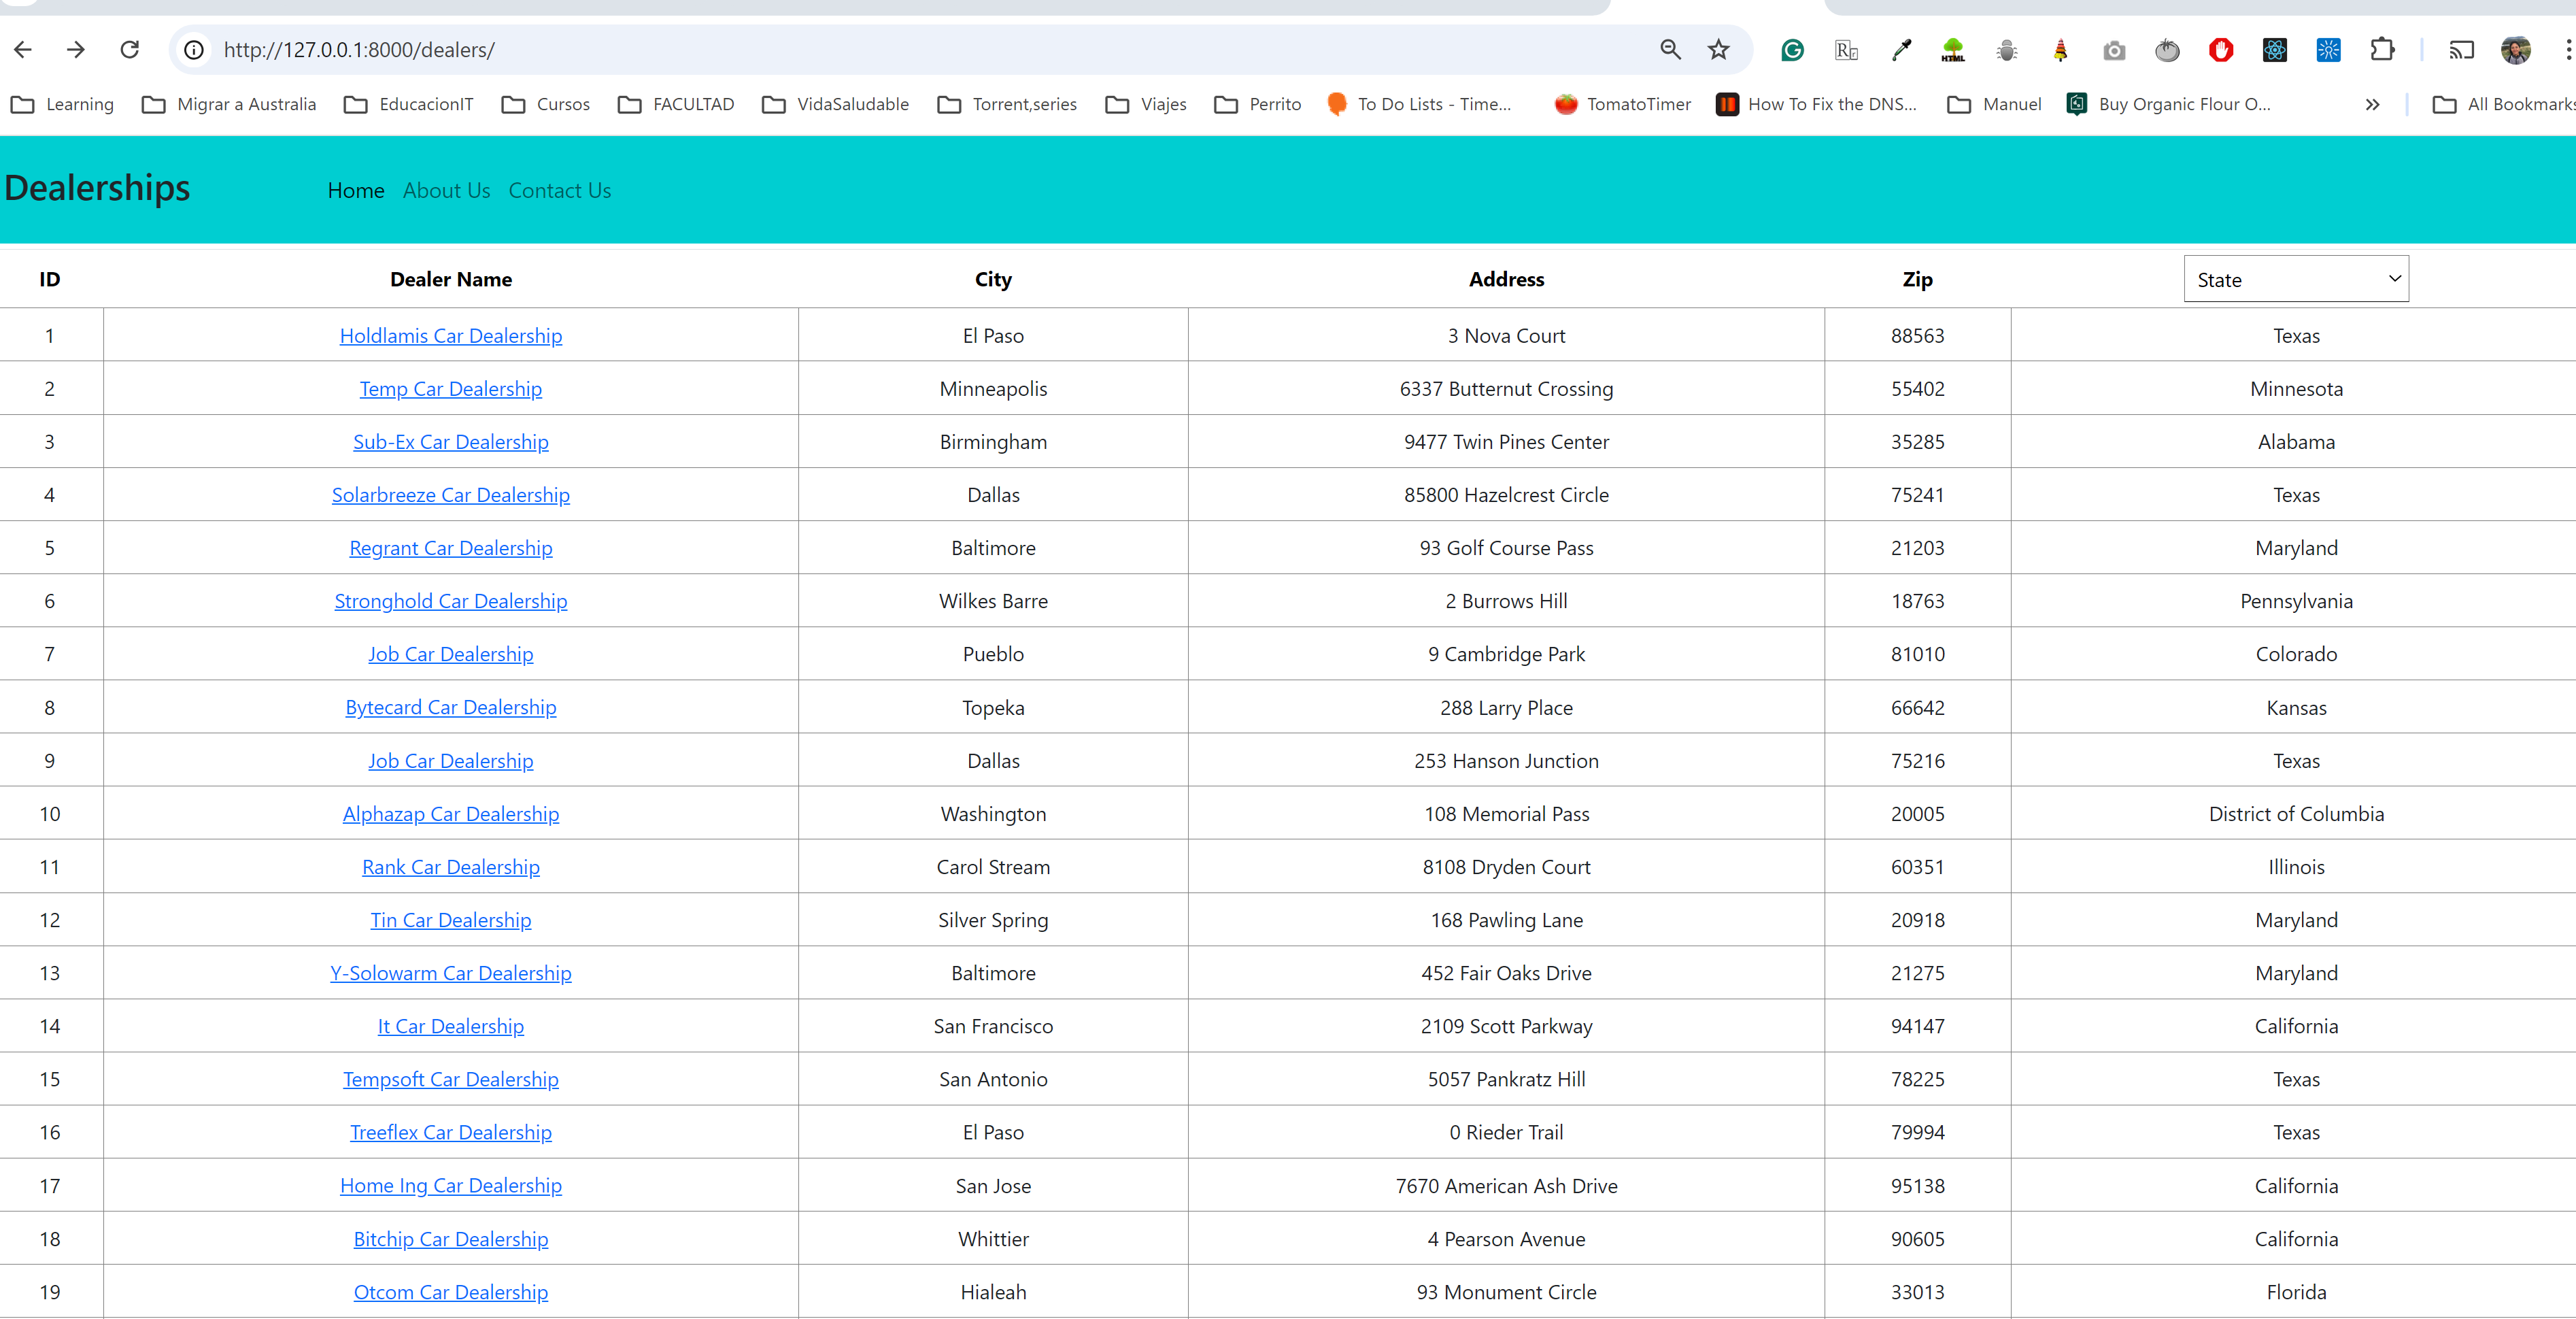 http://127.0.0.1:8000/dealers/
Learning Migrar a Australia EducacionIT Cursos FACULTAD VidaSaludable Torrent,series Viajes Perrito To Do Lists - Time... TomatoTimer How To Fix the DNS... Manuel Buy Organic Flour O... » All Bookmarks
Dealerships Home About Us Contact Us
ID Dealer Name City Address Zip State
1 Holdlamis Car Dealership El Paso 3 Nova Court 88563 Texas
2 Temp Car Dealership Minneapolis 6337 Butternut Crossing 55402 Minnesota
3 Sub-Ex Car Dealership Birmingham 9477 Twin Pines Center 35285 Alabama
4 Solarbreeze Car Dealership Dallas 85800 Hazelcrest Circle 75241 Texas
5 Regrant Car Dealership Baltimore 93 Golf Course Pass 21203 Maryland
6 Stronghold Car Dealership Wilkes Barre 2 Burrows Hill 18763 Pennsylvania
7 Job Car Dealership Pueblo 9 Cambridge Park 81010 Colorado
8 Bytecard Car Dealership Topeka 288 Larry Place 66642 Kansas
9 Job Car Dealership Dallas 253 Hanson Junction 75216 Texas
10 Alphazap Car Dealership Washington 108 Memorial Pass 20005 District of Columbia
11 Rank Car Dealership Carol Stream 8108 Dryden Court 60351 Illinois
12 Tin Car Dealership Silver Spring 168 Pawling Lane 20918 Maryland
13 Y-Solowarm Car Dealership Baltimore 452 Fair Oaks Drive 21275 Maryland
14 It Car Dealership San Francisco 2109 Scott Parkway 94147 California
15 Tempsoft Car Dealership San Antonio 5057 Pankratz Hill 78225 Texas
16 Treeflex Car Dealership El Paso 0 Rieder Trail 79994 Texas
17 Home Ing Car Dealership San Jose 7670 American Ash Drive 95138 California
18 Bitchip Car Dealership Whittier 4 Pearson Avenue 90605 California
19 Otcom Car Dealership Hialeah 93 Monument Circle 33013 Florida